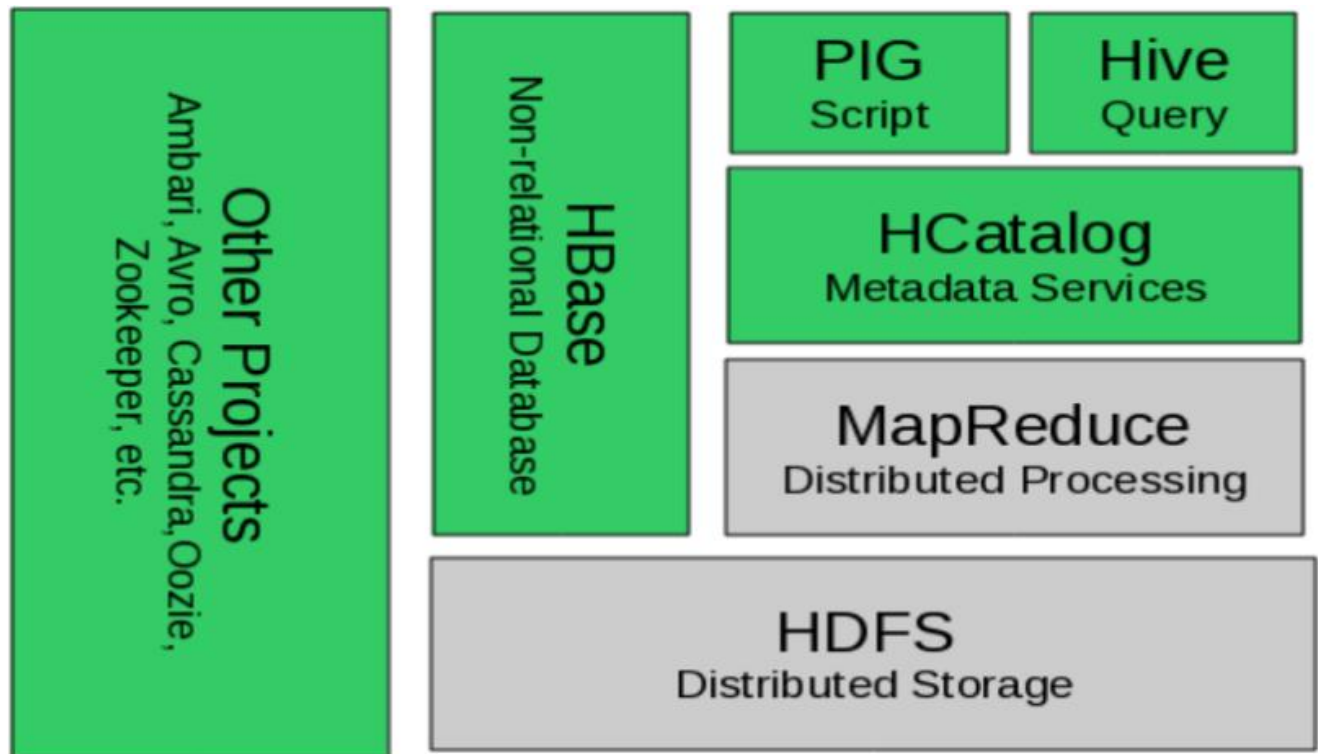 Other Projects
Ambari, Avro, Cassandra,Oozie,
Zookeeper, etc.
HBase
Non-relational Database
PIG
Script
Hive
Query
HCatalog
Metadata Services
MapReduce
Distributed Processing
HDFS
Distributed Storage